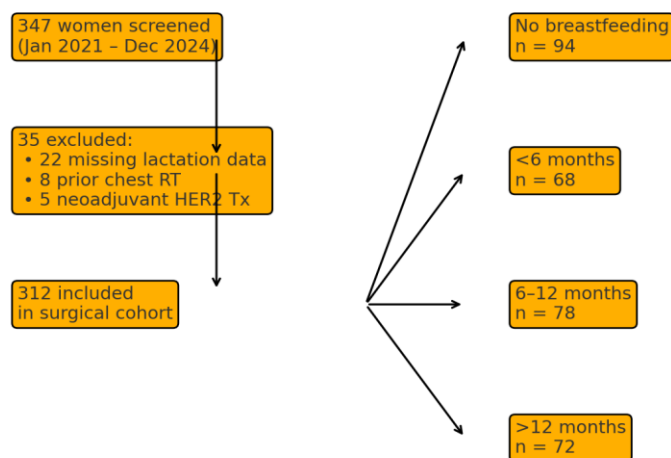 347 women screened
(Jan 2021 – Dec 2024)
35 excluded:
• 22 missing lactation data
• 8 prior chest RT
• 5 neoadjuvant HER2 Tx
312 included
in surgical cohort
No breastfeeding
n = 94
<6 months
n = 68
6–12 months
n = 78
>12 months
n = 72